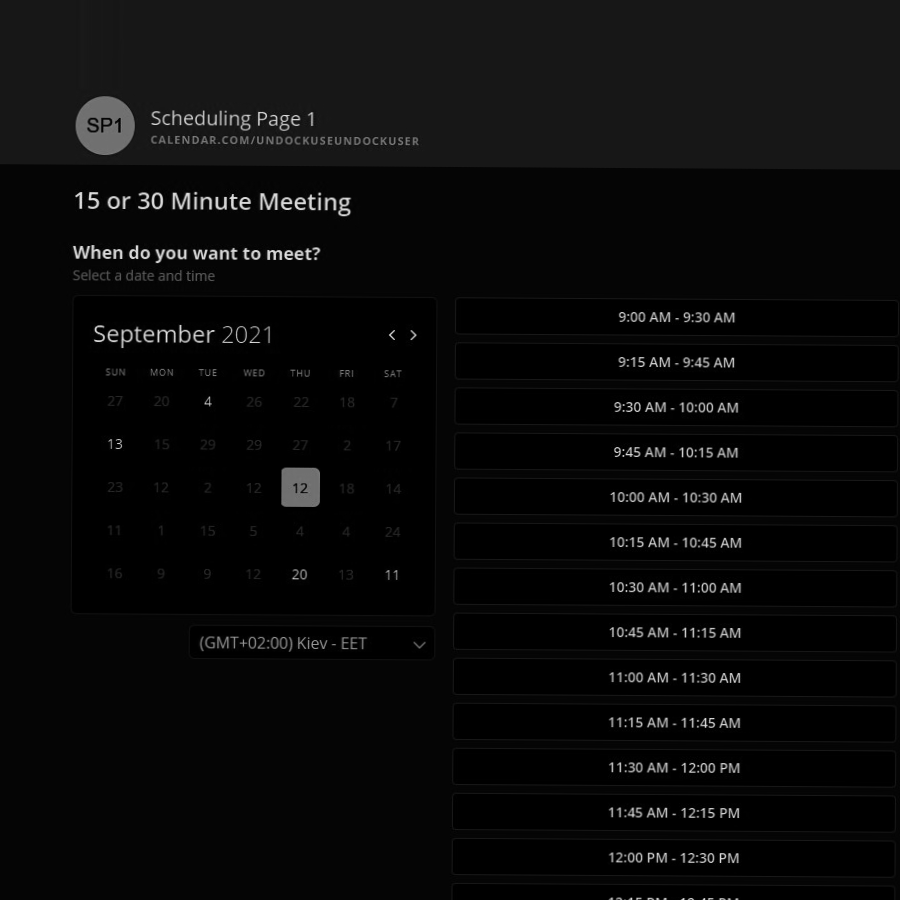 SP1
Scheduling Page 1
CALENDAR.COM/UNDOCKUSEUNDOCKUSER
15 or 30 Minute Meeting
When do you want to meet?
Select a date and time
September 2021
SUN MON TUE WED THU FRI SAT
27 20 4 26 22 18 7
13 15 29 29 27 2 17
23 12 2 12 12 18 14
11 1 15 5 4 4 24
16 9 9 12 20 13 11
(GMT+02:00) Kiev - EET
9:00 AM - 9:30 AM
9:15 AM - 9:45 AM
9:30 AM - 10:00 AM
9:45 AM - 10:15 AM
10:00 AM - 10:30 AM
10:15 AM - 10:45 AM
10:30 AM - 11:00 AM
10:45 AM - 11:15 AM
11:00 AM - 11:30 AM
11:15 AM - 11:45 AM
11:30 AM - 12:00 PM
11:45 AM - 12:15 PM
12:00 PM - 12:30 PM